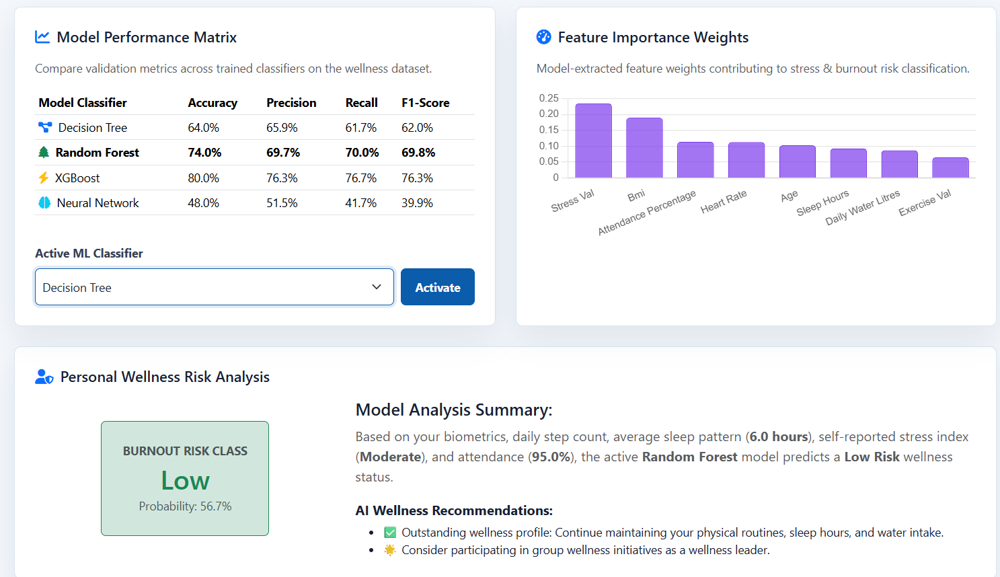 Model Performance Matrix
Compare validation metrics across trained classifiers on the wellness dataset.
Model Classifier Accuracy Precision Recall F1-Score
Decision Tree 64.0% 65.9% 61.7% 62.0%
Random Forest 74.0% 69.7% 70.0% 69.8%
XGBoost 80.0% 76.3% 76.7% 76.3%
Neural Network 48.0% 51.5% 41.7% 39.9%
Active ML Classifier
Decision Tree
Activate
Feature Importance Weights
Model-extracted feature weights contributing to stress & burnout risk classification.
0.25
0.20
0.15
0.10
0.05
0
Stress Val
Bmi
Attendance Percentage
Heart Rate
Age
Sleep Hours
Daily Water Litres
Exercise Val
Personal Wellness Risk Analysis
BURNOUT RISK CLASS
Low
Probability: 56.7%
Model Analysis Summary:
Based on your biometrics, daily step count, average sleep pattern (6.0 hours), self-reported stress index
(Moderate), and attendance (95.0%), the active Random Forest model predicts a Low Risk wellness
status.
AI Wellness Recommendations:
• ✅ Outstanding wellness profile: Continue maintaining your physical routines, sleep hours, and water intake.
• 🌟 Consider participating in group wellness initiatives as a wellness leader.